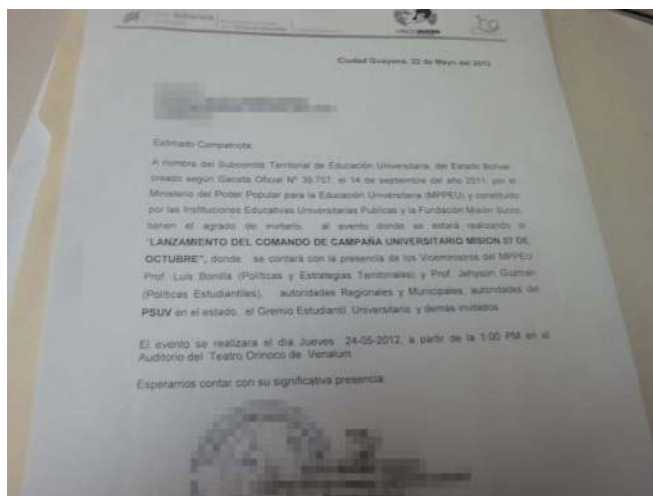 Ciudad Guayana, 22 de Mayo del 2012
Estimado Compatriota:
A nombre del Subcomité Territorial de Educación Universitaria, del Estado Bolívar,
creado según Gaceta Oficial Nº 39.757, el 14 de septiembre del año 2011, por el
Ministerio del Poder Popular para la Educación Universitaria (MPPEU), y constituido
por las Instituciones Educativas Universitarias Publicas y la Fundación Misión Sucre,
tienen el agrado de invitarlo, al evento donde se estará realizando el
"LANZAMIENTO DEL COMANDO DE CAMPAÑA UNIVERSITARIO MISION 07 DE
OCTUBRE", donde se contará con la presencia de los Viceministros del MPPEU
Prof. Luis Bonilla (Políticas y Estrategias Territoriales) y Prof. Jehyson Guzmán
(Políticas Estudiantiles), autoridades Regionales y Municipales, autoridades del
PSUV en el estado, el Gremio Estudiantil Universitario y demás invitados.
El evento se realizara el día Jueves 24-05-2012, a partir de la 1:00 PM en el
Auditorio del Teatro Orinoco de Venalum.
Esperamos contar con su significativa presencia.